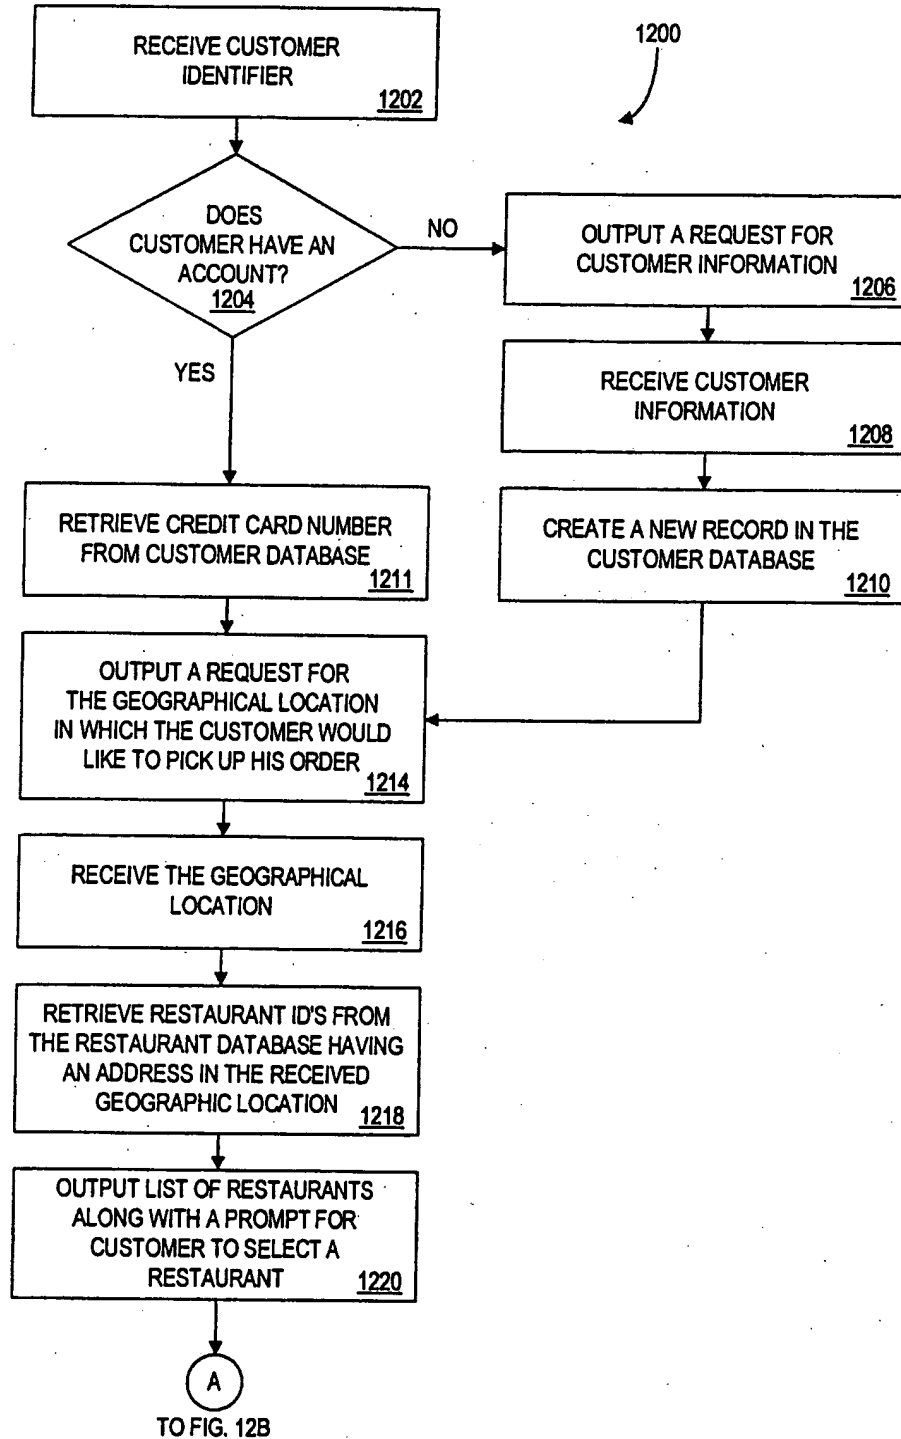 RECEIVE CUSTOMER
IDENTIFIER
1202
1200
DOES
CUSTOMER HAVE AN
ACCOUNT?
1204
NO
YES
OUTPUT A REQUEST FOR
CUSTOMER INFORMATION
1206
RECEIVE CUSTOMER
INFORMATION
1208
CREATE A NEW RECORD IN THE
CUSTOMER DATABASE
1210
RETRIEVE CREDIT CARD NUMBER
FROM CUSTOMER DATABASE
1211
OUTPUT A REQUEST FOR
THE GEOGRAPHICAL LOCATION
IN WHICH THE CUSTOMER WOULD
LIKE TO PICK UP HIS ORDER
1214
RECEIVE THE GEOGRAPHICAL
LOCATION
1216
RETRIEVE RESTAURANT ID'S FROM
THE RESTAURANT DATABASE HAVING
AN ADDRESS IN THE RECEIVED
GEOGRAPHIC LOCATION
1218
OUTPUT LIST OF RESTAURANTS
ALONG WITH A PROMPT FOR
CUSTOMER TO SELECT A
RESTAURANT
1220
A
TO FIG. 12B